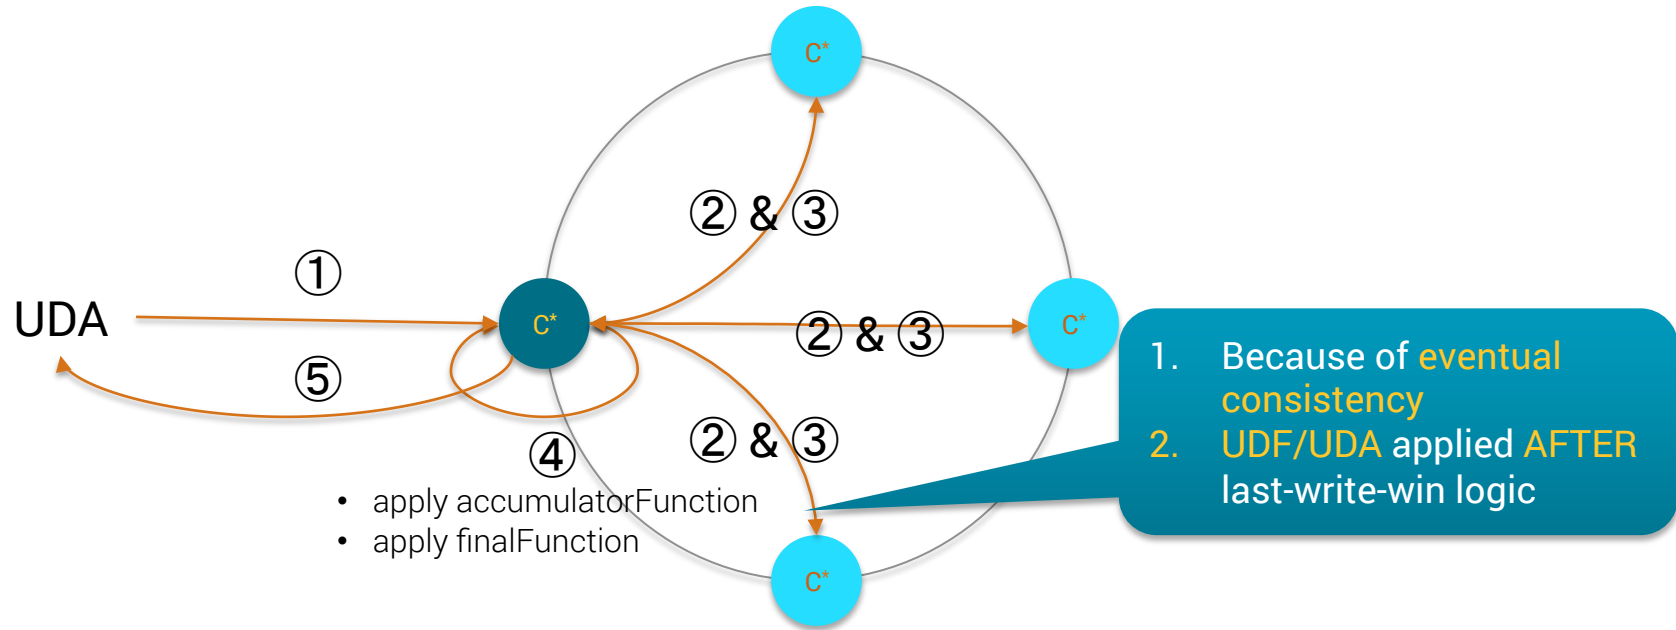 C*
② & ③
①
UDA
C*
② & ③
C*
⑤
② & ③
④
• apply accumulatorFunction
• apply finalFunction
C*
1. Because of eventual
consistency
2. UDF/UDA applied AFTER
last-write-win logic